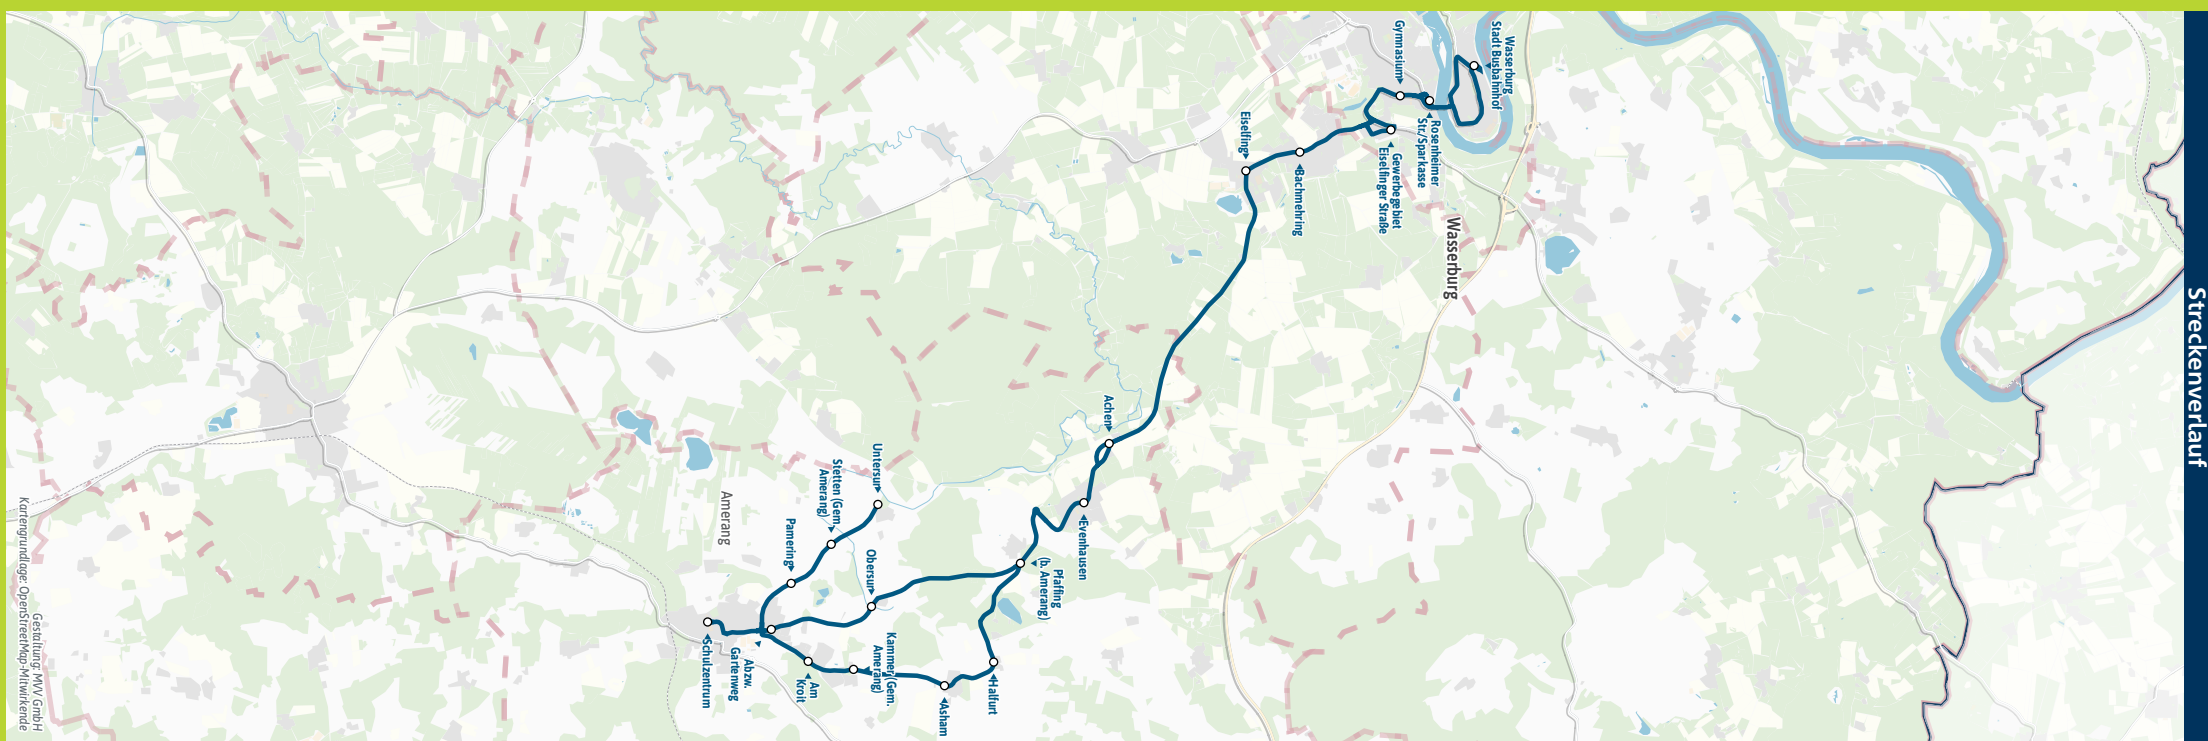 Streckenverlauf
Wasserburg
Stadt Busbahnhof
Gymnasium
Rosenheimer
Str./Sparkasse
Gewerbegebiet
Eiselfinger Straße
Wasserburg
Bachmehring
Eiselfing
Achen
Evenhausen
Pfaffing
(b. Amerang)
Halfurt
Asham
Kammer (Gem.
Amerang)
Am
Kroit
Obersur
Untersur
Stetten (Gem.
Amerang)
Pamering
Abzw.
Gartenweg
Schulzentrum
Amerang
Gestaltung: MVV GmbH
Kartengrundlage: OpenStreetMap-Mitwirkende